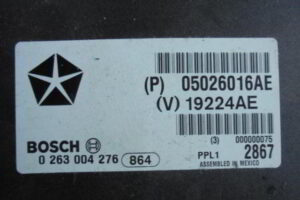 (P) 05026016AE
(V) 19224AE
BOSCH
(3) 000000075
0 263 004 276 864
PPL1 2867
ASSEMBLED IN MEXICO